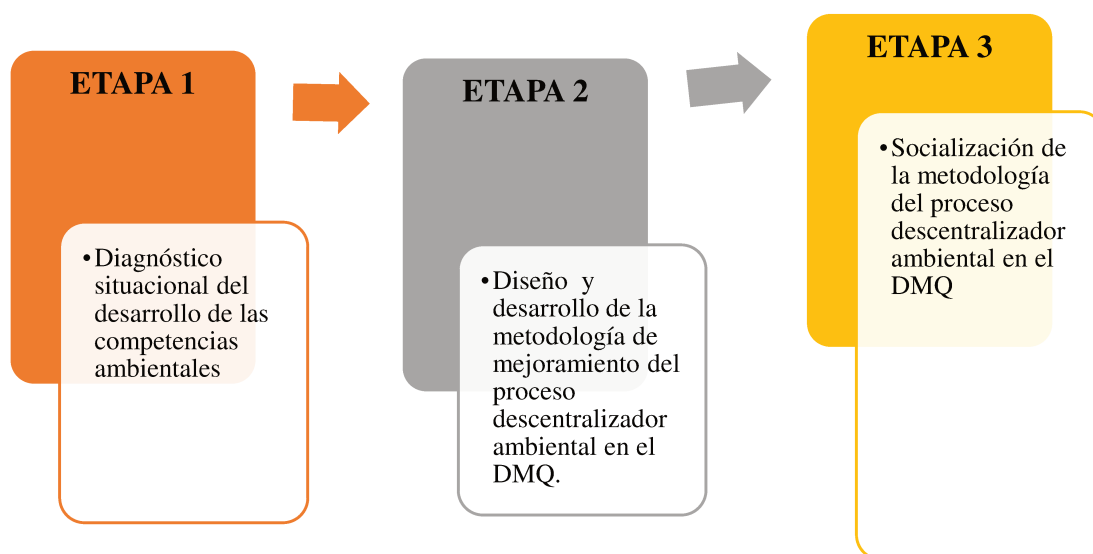 ETAPA 1
•Diagnóstico
situacional del
desarrollo de las
competencias
ambientales
ETAPA 2
•Diseño y
desarrollo de la
metodología de
mejoramiento del
proceso
descentralizador
ambiental en el
DMQ.
ETAPA 3
•Socialización de
la metodología
del proceso
descentralizador
ambiental en el
DMQ